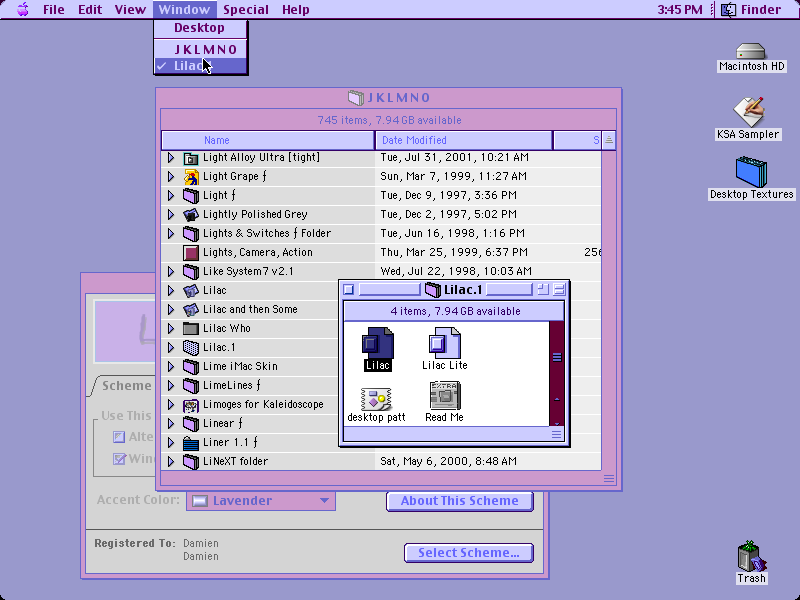 File Edit View Window Special Help 3:45 PM Finder
Desktop
JKLMNO
✓ Lilac.1
Macintosh HD
KSA Sampler
Desktop Textures
JKLMNO
745 items, 7.94 GB available
Name Date Modified S
Light Alloy Ultra [tight] Tue, Jul 31, 2001, 10:21 AM
Light Grape ƒ Sun, Mar 7, 1999, 11:27 AM
Light ƒ Tue, Dec 9, 1997, 3:36 PM
Lightly Polished Grey Tue, Dec 2, 1997, 5:02 PM
Lights & Switches ƒ Folder Tue, Jun 16, 1998, 1:16 PM
Lights, Camera, Action Thu, Mar 25, 1999, 6:37 PM 256
Like System7 v2.1 Wed, Jul 22, 1998, 10:03 AM
Lilac
Lilac and then Some
Lilac Who
Lilac.1
Lime iMac Skin
LimeLines ƒ
Limoges for Kaleidoscope
Linear ƒ
Liner 1.1 ƒ
LiNeXT folder Sat, May 6, 2000, 8:48 AM
Lilac.1
4 items, 7.94 GB available
Lilac Lilac Lite
desktop patt Read Me
EXTRA
Scheme
Use This
Alte
Win
Accent Color: Lavender About This Scheme
Registered To: Damien
Damien
Select Scheme...
Trash